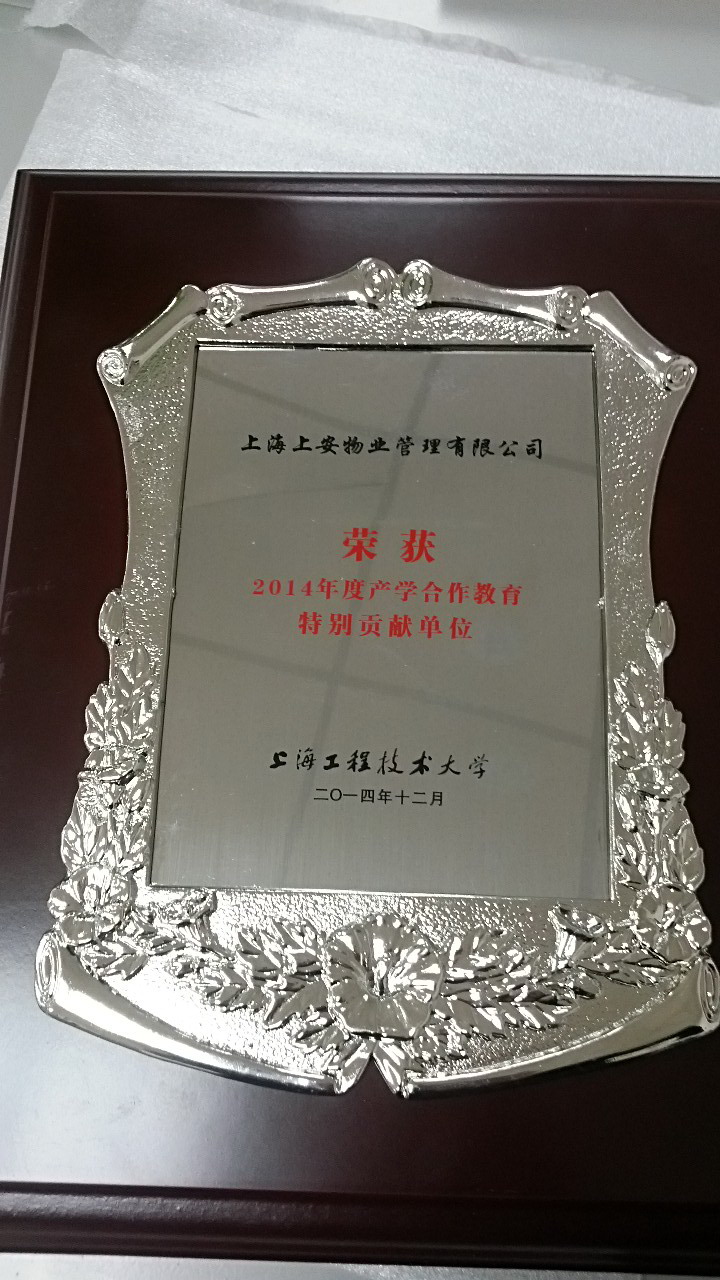 上海上安物业管理有限公司
荣获
2014年度产学合作教育
特别贡献单位
上海工程技术大学
二〇一四年十二月